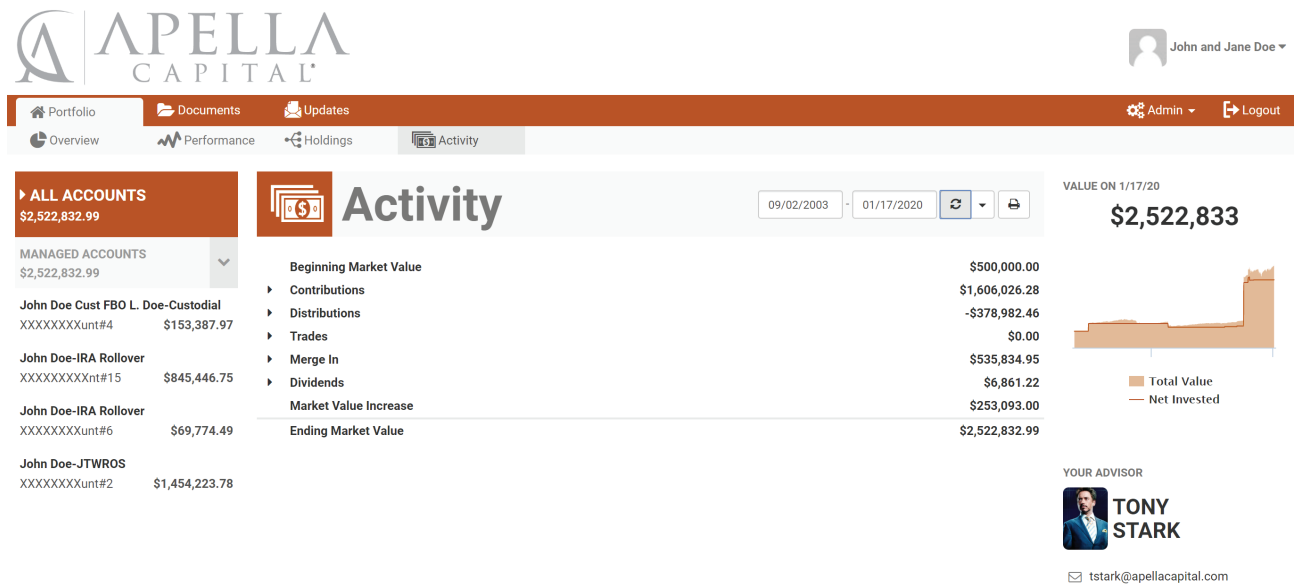 APELLA
CAPITAL®
John and Jane Doe
Portfolio Documents Updates Admin Logout
Overview Performance Holdings Activity
ALL ACCOUNTS
$2,522,832.99
MANAGED ACCOUNTS
$2,522,832.99
John Doe Cust FBO L. Doe-Custodial
XXXXXXXXunt#4 $153,387.97
John Doe-IRA Rollover
XXXXXXXXXnt#15 $845,446.75
John Doe-IRA Rollover
XXXXXXXXunt#6 $69,774.49
John Doe-JTWROS
XXXXXXXXunt#2 $1,454,223.78
Activity
09/02/2003 - 01/17/2020
Beginning Market Value $500,000.00
Contributions $1,606,026.28
Distributions -$378,982.46
Trades $0.00
Merge In $535,834.95
Dividends $6,861.22
Market Value Increase $253,093.00
Ending Market Value $2,522,832.99
VALUE ON 1/17/20
$2,522,833
Total Value
Net Invested
YOUR ADVISOR
TONY
STARK
tstark@apellacapital.com